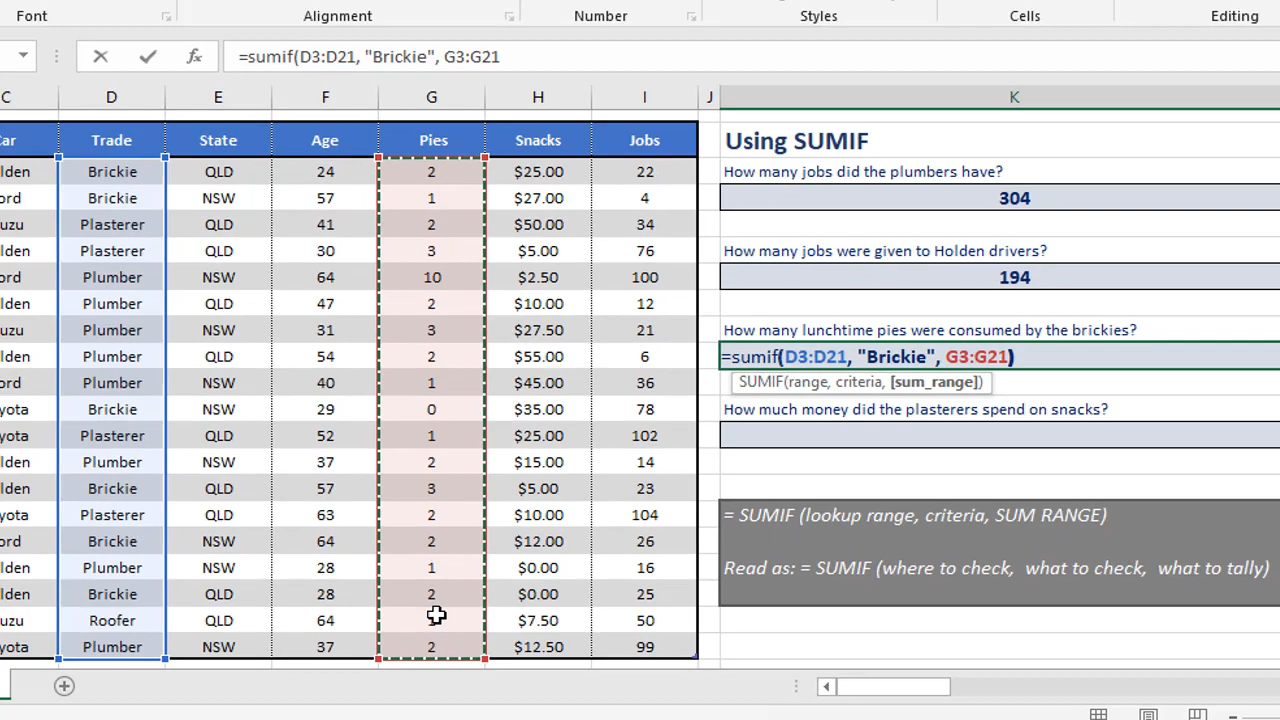 Font Alignment Number Styles Cells Editing
fx =sumif(D3:D21, "Brickie", G3:G21
C D E F G H I J K
ar Trade State Age Pies Snacks Jobs
lden Brickie QLD 24 2 $25.00 22
ord Brickie NSW 57 1 $27.00 4
uzu Plasterer QLD 41 2 $50.00 34
lden Plasterer QLD 30 3 $5.00 76
ord Plumber NSW 64 10 $2.50 100
lden Plumber QLD 47 2 $10.00 12
uzu Plumber NSW 31 3 $27.50 21
lden Plumber QLD 54 2 $55.00 6
ord Plumber NSW 40 1 $45.00 36
yota Brickie QLD 29 0 $35.00 78
yota Plasterer QLD 52 1 $25.00 102
lden Plumber NSW 37 2 $15.00 14
lden Brickie QLD 57 3 $5.00 23
yota Plasterer QLD 63 2 $10.00 104
ord Brickie NSW 64 2 $12.00 26
lden Plumber NSW 28 1 $0.00 16
lden Brickie QLD 28 2 $0.00 25
uzu Roofer QLD 64 $7.50 50
yota Plumber NSW 37 2 $12.50 99
Using SUMIF
How many jobs did the plumbers have?
304
How many jobs were given to Holden drivers?
194
How many lunchtime pies were consumed by the brickies?
=sumif(D3:D21, "Brickie", G3:G21)
SUMIF(range, criteria, [sum_range])
How much money did the plasterers spend on snacks?
= SUMIF (lookup range, criteria, SUM RANGE)
Read as: = SUMIF (where to check, what to check, what to tally)